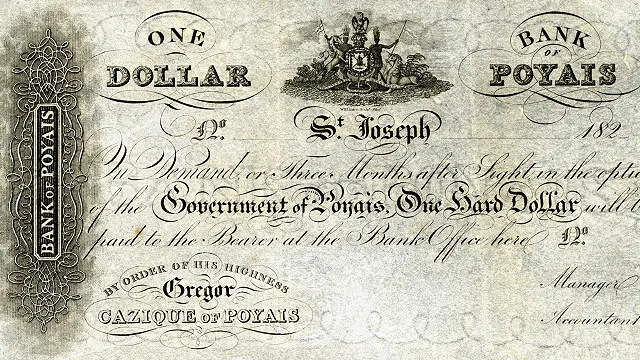 BANK OF POYAIS
ONE
DOLLAR
BANK
OF
POYAIS
No.
St. Joseph
182
On Demand, or Three Months after Sight in the optio
of the Government of Poyais, One Hard Dollar will b
paid to the Bearer at the Bank Office here No.
BY ORDER OF HIS HIGHNESS
Gregor
CAZIQUE OF POYAIS
Manager
Accountant